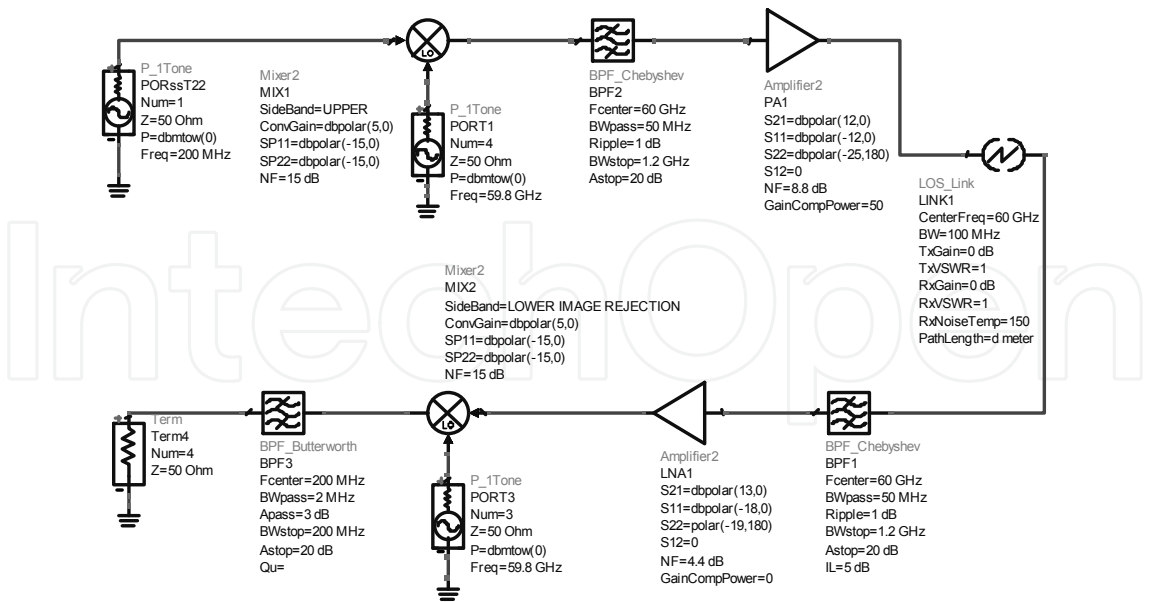 P_1Tone
PORssT22
Num=1
Z=50 Ohm
P=dbmtow(0)
Freq=200 MHz
Mixer2
MIX1
SideBand=UPPER
ConvGain=dbpolar(5,0)
SP11=dbpolar(-15,0)
SP22=dbpolar(-15,0)
NF=15 dB
LO
P_1Tone
PORT1
Num=4
Z=50 Ohm
P=dbmtow(0)
Freq=59.8 GHz
BPF_Chebyshev
BPF2
Fcenter=60 GHz
BWpass=50 MHz
Ripple=1 dB
BWstop=1.2 GHz
Astop=20 dB
Amplifier2
PA1
S21=dbpolar(12,0)
S11=dbpolar(-12,0)
S22=dbpolar(-25,180)
S12=0
NF=8.8 dB
GainCompPower=50
LOS_Link
LINK1
CenterFreq=60 GHz
BW=100 MHz
TxGain=0 dB
TxVSWR=1
RxGain=0 dB
RxVSWR=1
RxNoiseTemp=150
PathLength=d meter
IntechOpen
Mixer2
MIX2
SideBand=LOWER IMAGE REJECTION
ConvGain=dbpolar(5,0)
SP11=dbpolar(-15,0)
SP22=dbpolar(-15,0)
NF=15 dB
LO
Term
Term4
Num=4
Z=50 Ohm
BPF_Butterworth
BPF3
Fcenter=200 MHz
BWpass=2 MHz
Apass=3 dB
BWstop=200 MHz
Astop=20 dB
Qu=
P_1Tone
PORT3
Num=3
Z=50 Ohm
P=dbmtow(0)
Freq=59.8 GHz
Amplifier2
LNA1
S21=dbpolar(13,0)
S11=dbpolar(-18,0)
S22=polar(-19,180)
S12=0
NF=4.4 dB
GainCompPower=0
BPF_Chebyshev
BPF1
Fcenter=60 GHz
BWpass=50 MHz
Ripple=1 dB
BWstop=1.2 GHz
Astop=20 dB
IL=5 dB